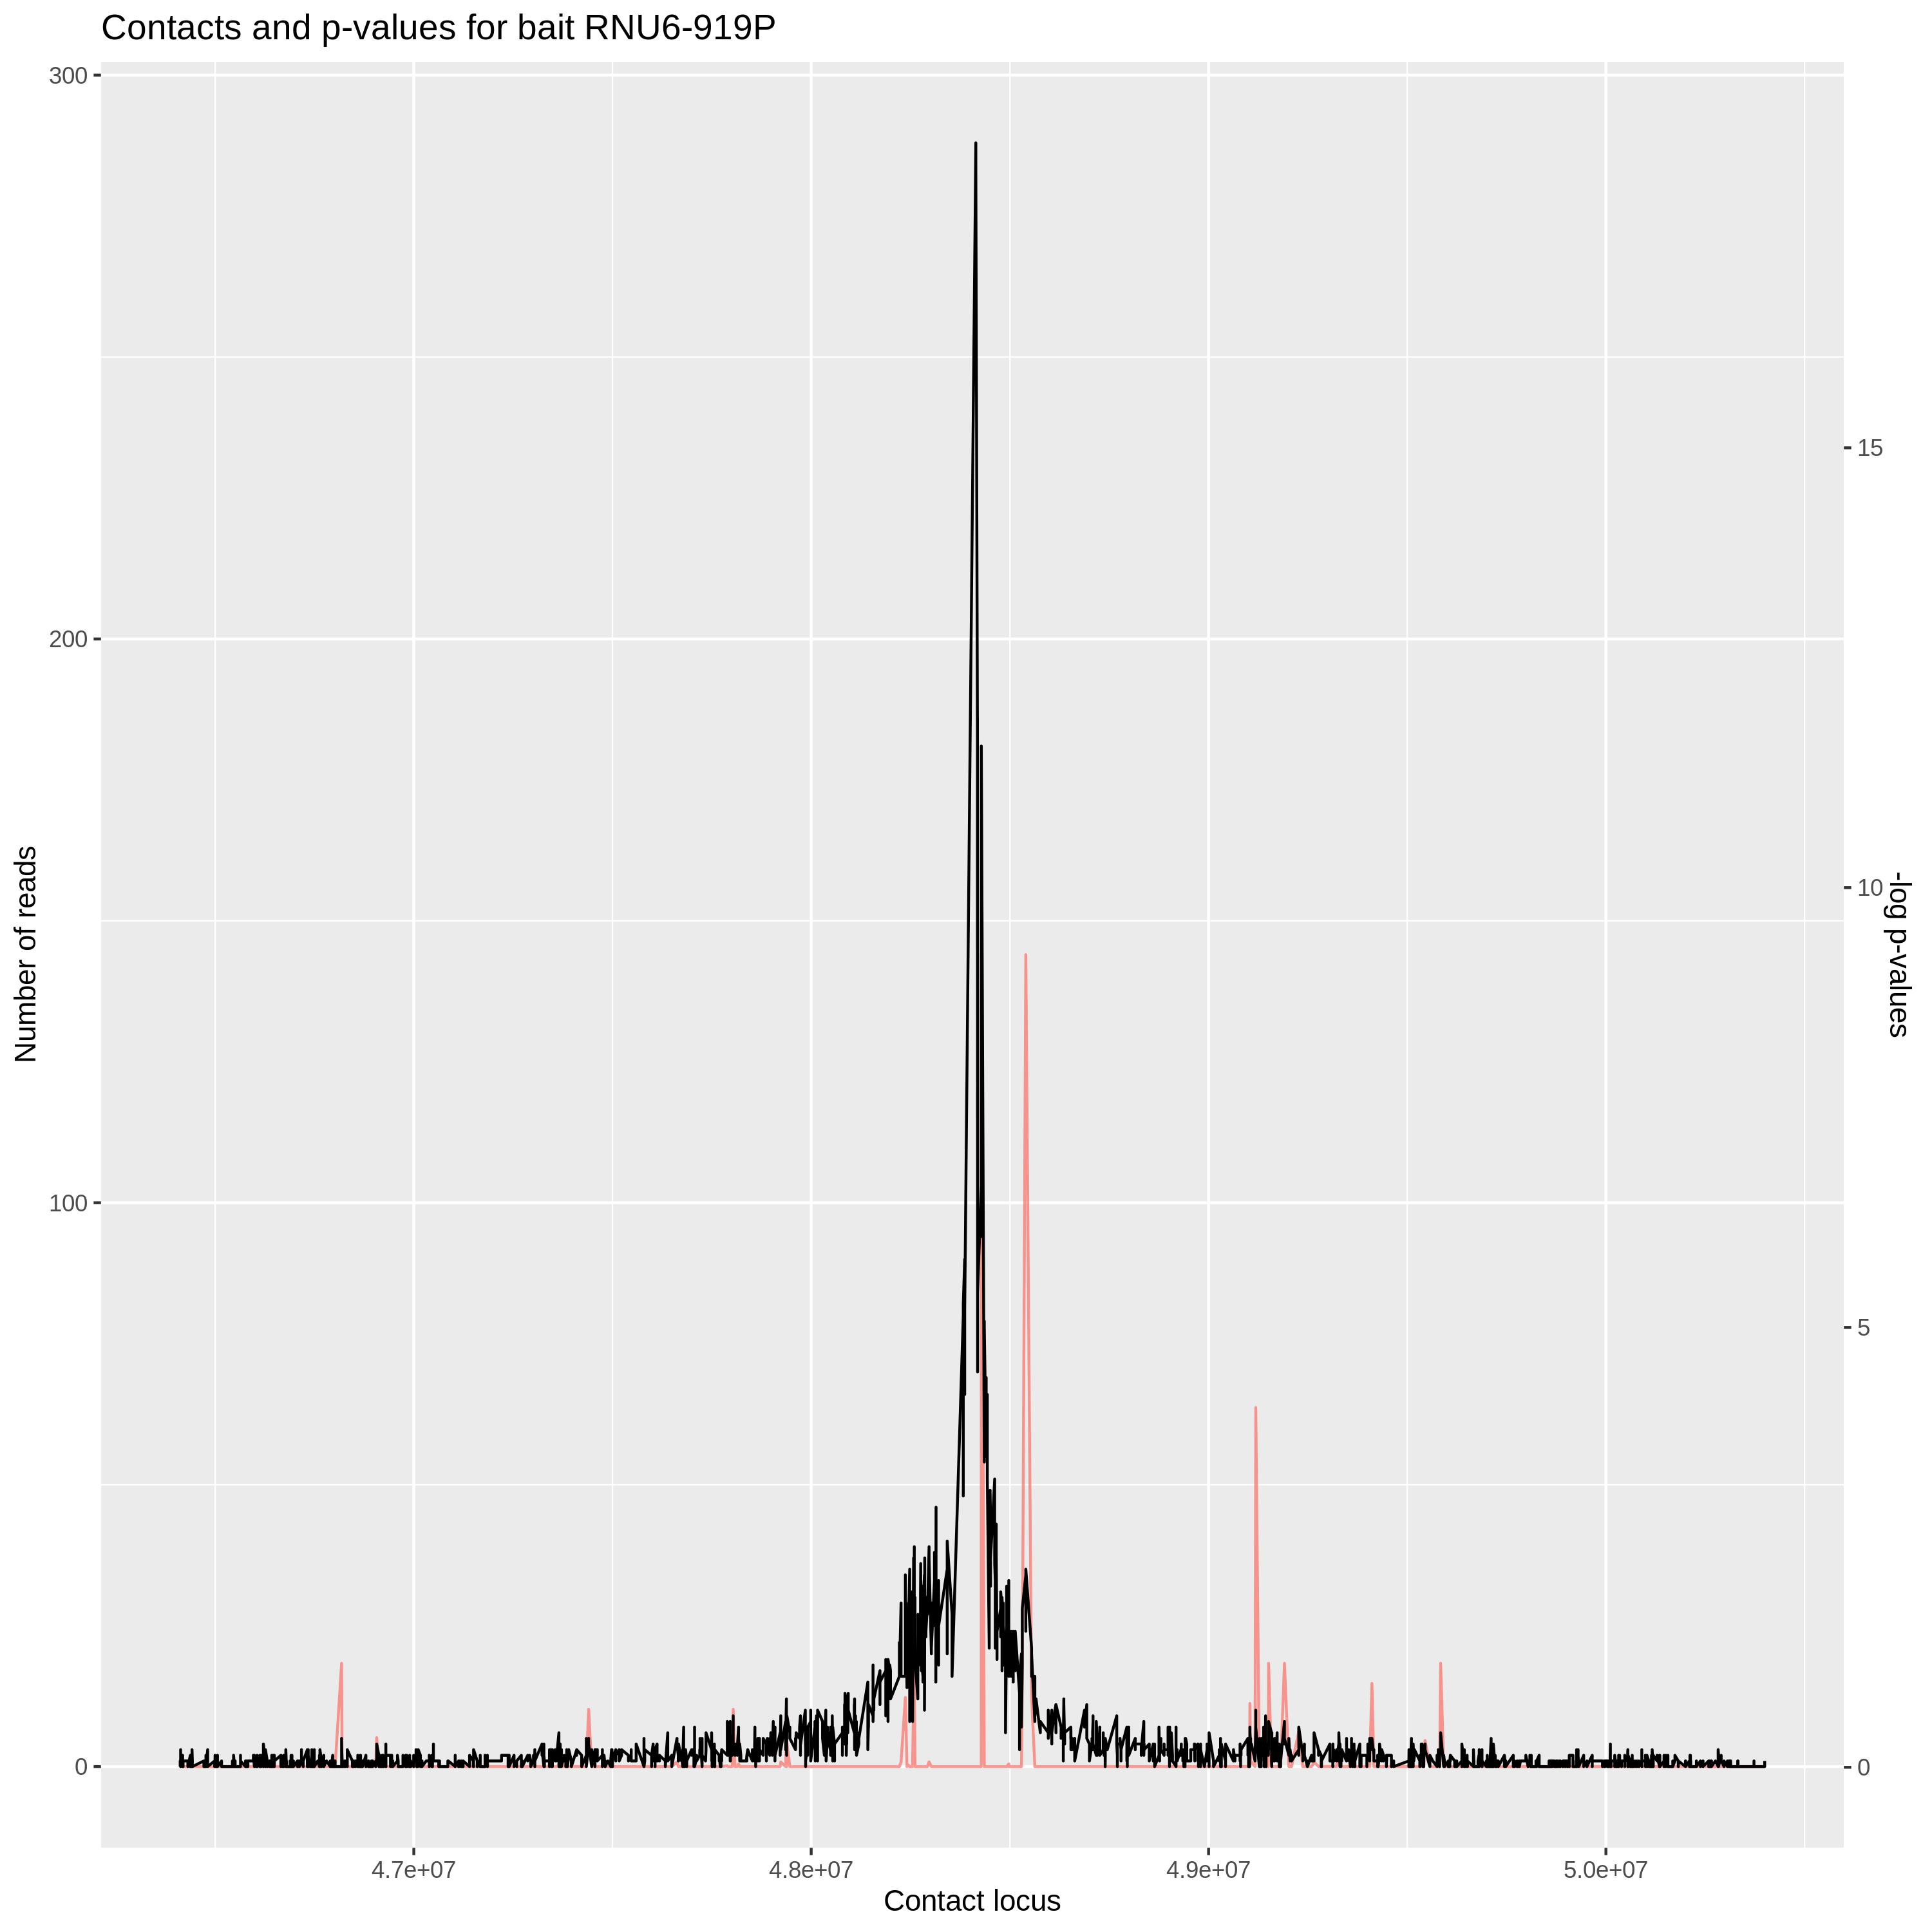 Contacts and p-values for bait RNU6-919P
300
200
100
0
Number of reads
15
10
5
0
-log p-values
4.7e+07
4.8e+07
4.9e+07
5.0e+07
Contact locus